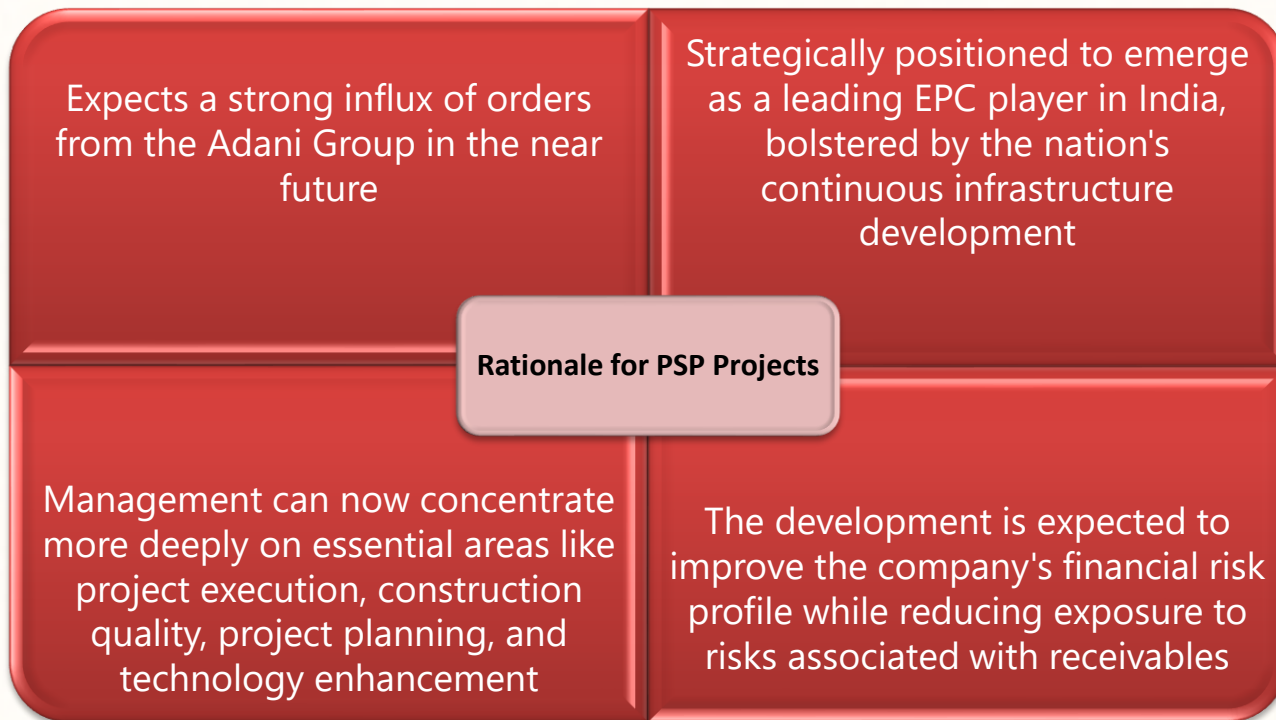 Expects a strong influx of orders
from the Adani Group in the near
future
Strategically positioned to emerge
as a leading EPC player in India,
bolstered by the nation's
continuous infrastructure
development
Rationale for PSP Projects
Management can now concentrate
more deeply on essential areas like
project execution, construction
quality, project planning, and
technology enhancement
The development is expected to
improve the company's financial risk
profile while reducing exposure to
risks associated with receivables